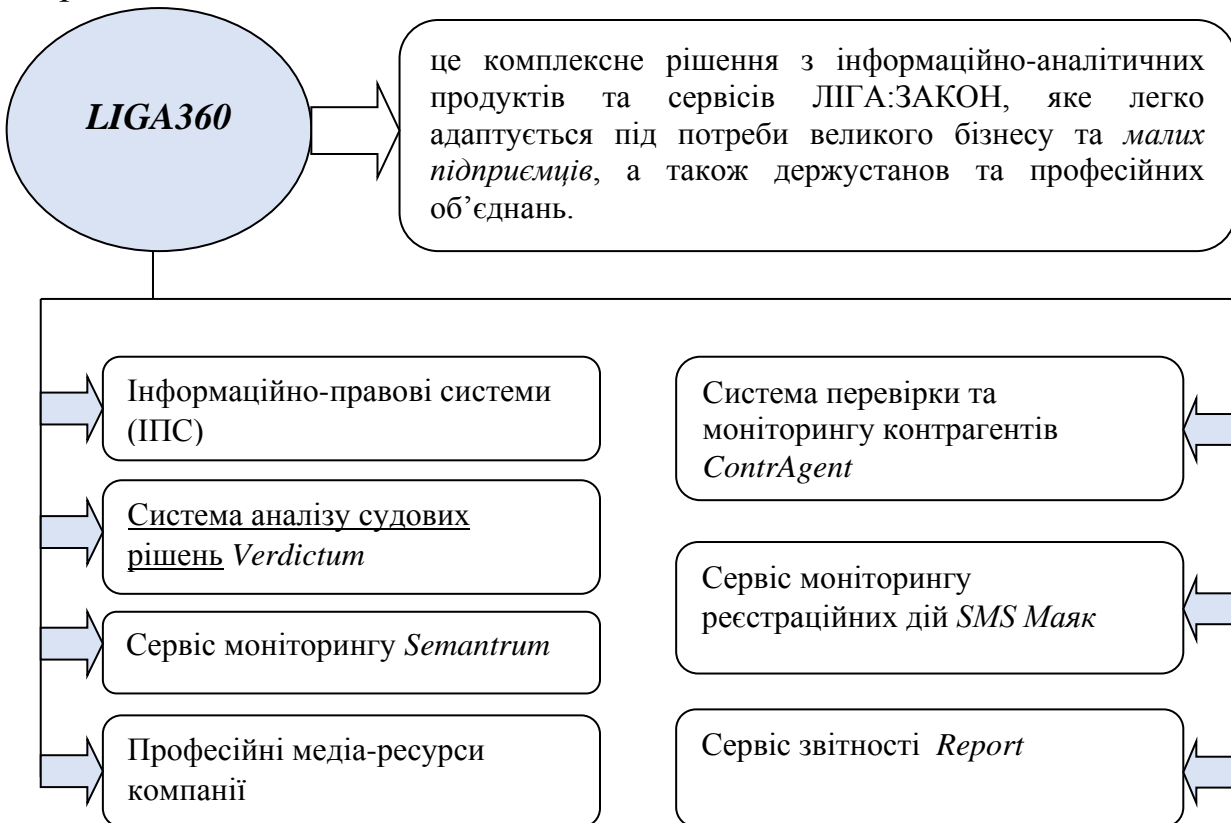 LIGA360
це комплексне рішення з інформаційно-аналітичних
продуктів та сервісів ЛІГА:ЗАКОН, яке легко
адаптується під потреби великого бізнесу та малих
підприємців, а також держустанов та професійних
об’єднань.
Інформаційно-правові системи
(ІПС)
Система аналізу судових
рішень Verdictum
Сервіс моніторингу Semantrum
Професійні медіа-ресурси
компанії
Система перевірки та
моніторингу контрагентів
ContrAgent
Сервіс моніторингу
реєстраційних дій SMS Маяк
Сервіс звітності Report